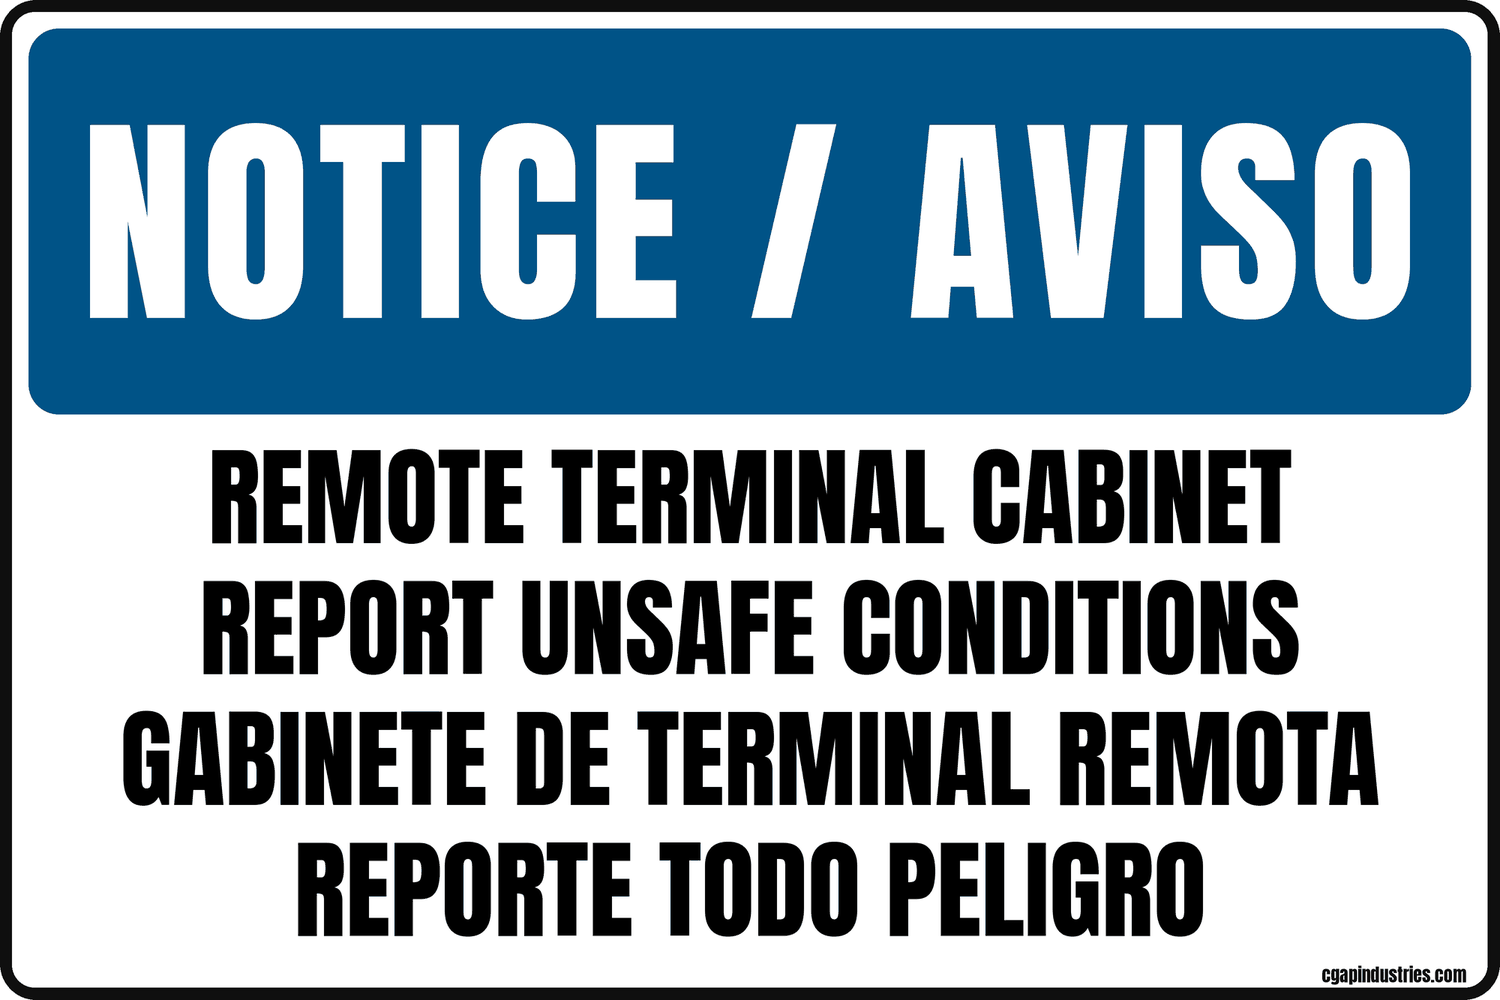 NOTICE / AVISO
REMOTE TERMINAL CABINET
REPORT UNSAFE CONDITIONS
GABINETE DE TERMINAL REMOTA
REPORTE TODO PELIGRO
cgapindustries.com